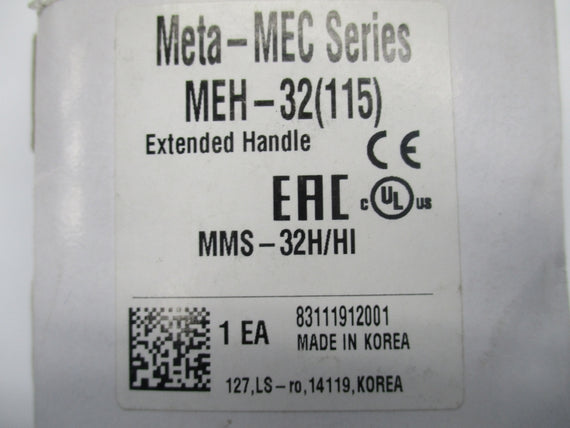 Meta-MEC Series
MEH-32(115)
Extended Handle
CE
EAC
c UL us
MMS-32H/HI
1 EA
83111912001
MADE IN KOREA
127,LS-ro,14119,KOREA